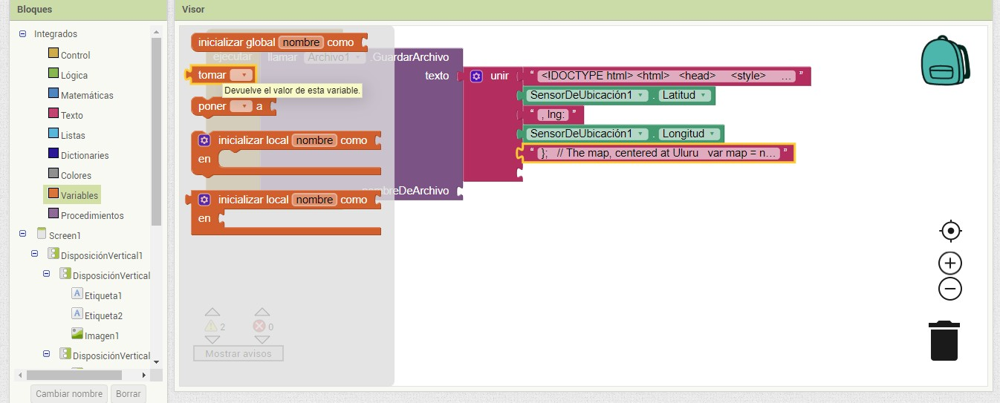 Bloques
Visor
Integrados
Control
Lógica
Matemáticas
Texto
Listas
Dictionaries
Colores
Variables
Procedimientos
Screen1
DisposiciónVertical1
DisposiciónVertical
Etiqueta1
Etiqueta2
Imagen1
DisposiciónVertical
Cambiar nombre Borrar
inicializar global nombre como
tomar
Devuelve el valor de esta variable.
poner a
inicializar local nombre como
en
inicializar local nombre como
en
ejecutar llamar Archivo1 .GuardarArchivo
texto
nombreDeArchivo
unir
“ <!DOCTYPE html> <html> <head> <style> ... ”
SensorDeUbicación1 . Latitud
“ , lng: ”
SensorDeUbicación1 . Longitud
“ }; // The map, centered at Uluru var map = n... ”
2 0
Mostrar avisos